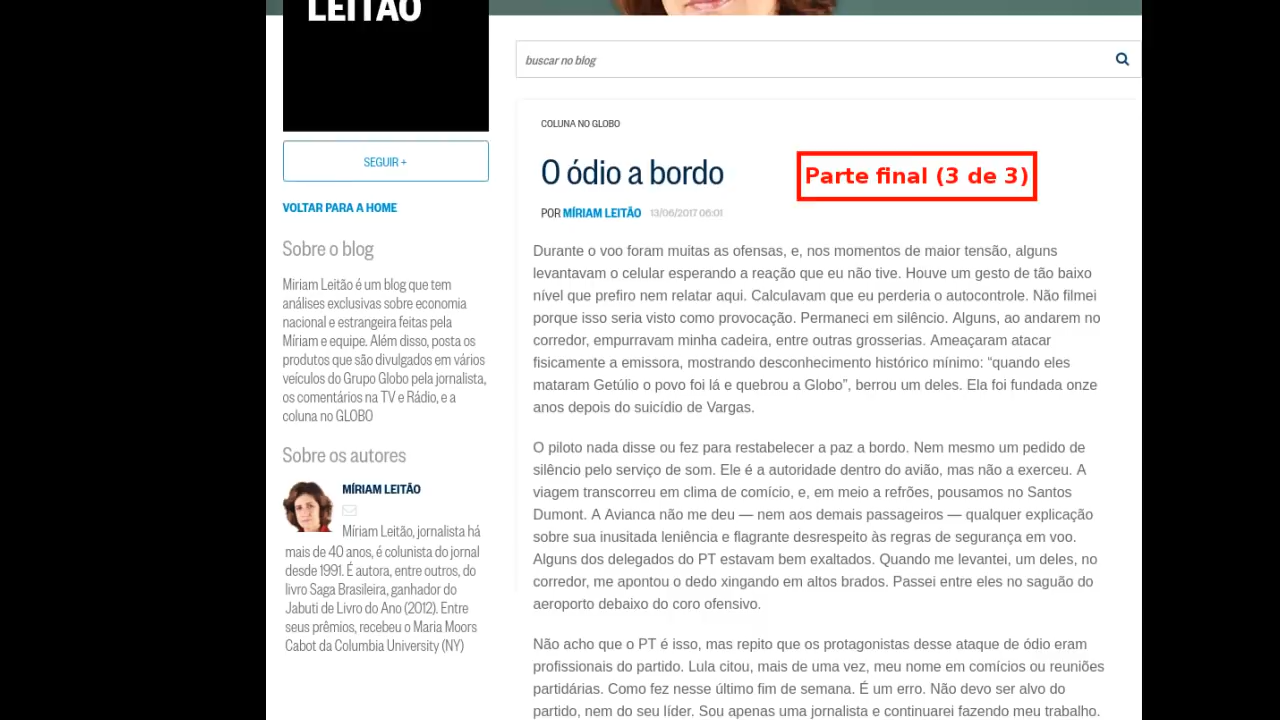 LEITÃO
buscar no blog
SEGUIR +
VOLTAR PARA A HOME
Sobre o blog
Miriam Leitão é um blog que tem
análises exclusivas sobre economia
nacional e estrangeira feitas pela
Míriam e equipe. Além disso, posta os
produtos que são divulgados em vários
veículos do Grupo Globo pela jornalista,
os comentários na TV e Rádio, e a
coluna no GLOBO
Sobre os autores
MÍRIAM LEITÃO
Míriam Leitão, jornalista há
mais de 40 anos, é colunista do jornal
desde 1991. É autora, entre outros, do
livro Saga Brasileira, ganhador do
Jabuti de Livro do Ano (2012). Entre
seus prêmios, recebeu o Maria Moors
Cabot da Columbia University (NY)
COLUNA NO GLOBO
O ódio a bordo
Parte final (3 de 3)
POR MÍRIAM LEITÃO 13/06/2017 06:01
Durante o voo foram muitas as ofensas, e, nos momentos de maior tensão, alguns
levantavam o celular esperando a reação que eu não tive. Houve um gesto de tão baixo
nível que prefiro nem relatar aqui. Calculavam que eu perderia o autocontrole. Não filmei
porque isso seria visto como provocação. Permaneci em silêncio. Alguns, ao andarem no
corredor, empurravam minha cadeira, entre outras grosserias. Ameaçaram atacar
fisicamente a emissora, mostrando desconhecimento histórico mínimo: “quando eles
mataram Getúlio o povo foi lá e quebrou a Globo”, berrou um deles. Ela foi fundada onze
anos depois do suicídio de Vargas.
O piloto nada disse ou fez para restabelecer a paz a bordo. Nem mesmo um pedido de
silêncio pelo serviço de som. Ele é a autoridade dentro do avião, mas não a exerceu. A
viagem transcorreu em clima de comício, e, em meio a refrões, pousamos no Santos
Dumont. A Avianca não me deu — nem aos demais passageiros — qualquer explicação
sobre sua inusitada leniência e flagrante desrespeito às regras de segurança em voo.
Alguns dos delegados do PT estavam bem exaltados. Quando me levantei, um deles, no
corredor, me apontou o dedo xingando em altos brados. Passei entre eles no saguão do
aeroporto debaixo do coro ofensivo.
Não acho que o PT é isso, mas repito que os protagonistas desse ataque de ódio eram
profissionais do partido. Lula citou, mais de uma vez, meu nome em comícios ou reuniões
partidárias. Como fez nesse último fim de semana. É um erro. Não devo ser alvo do
partido, nem do seu líder. Sou apenas uma jornalista e continuarei fazendo meu trabalho.